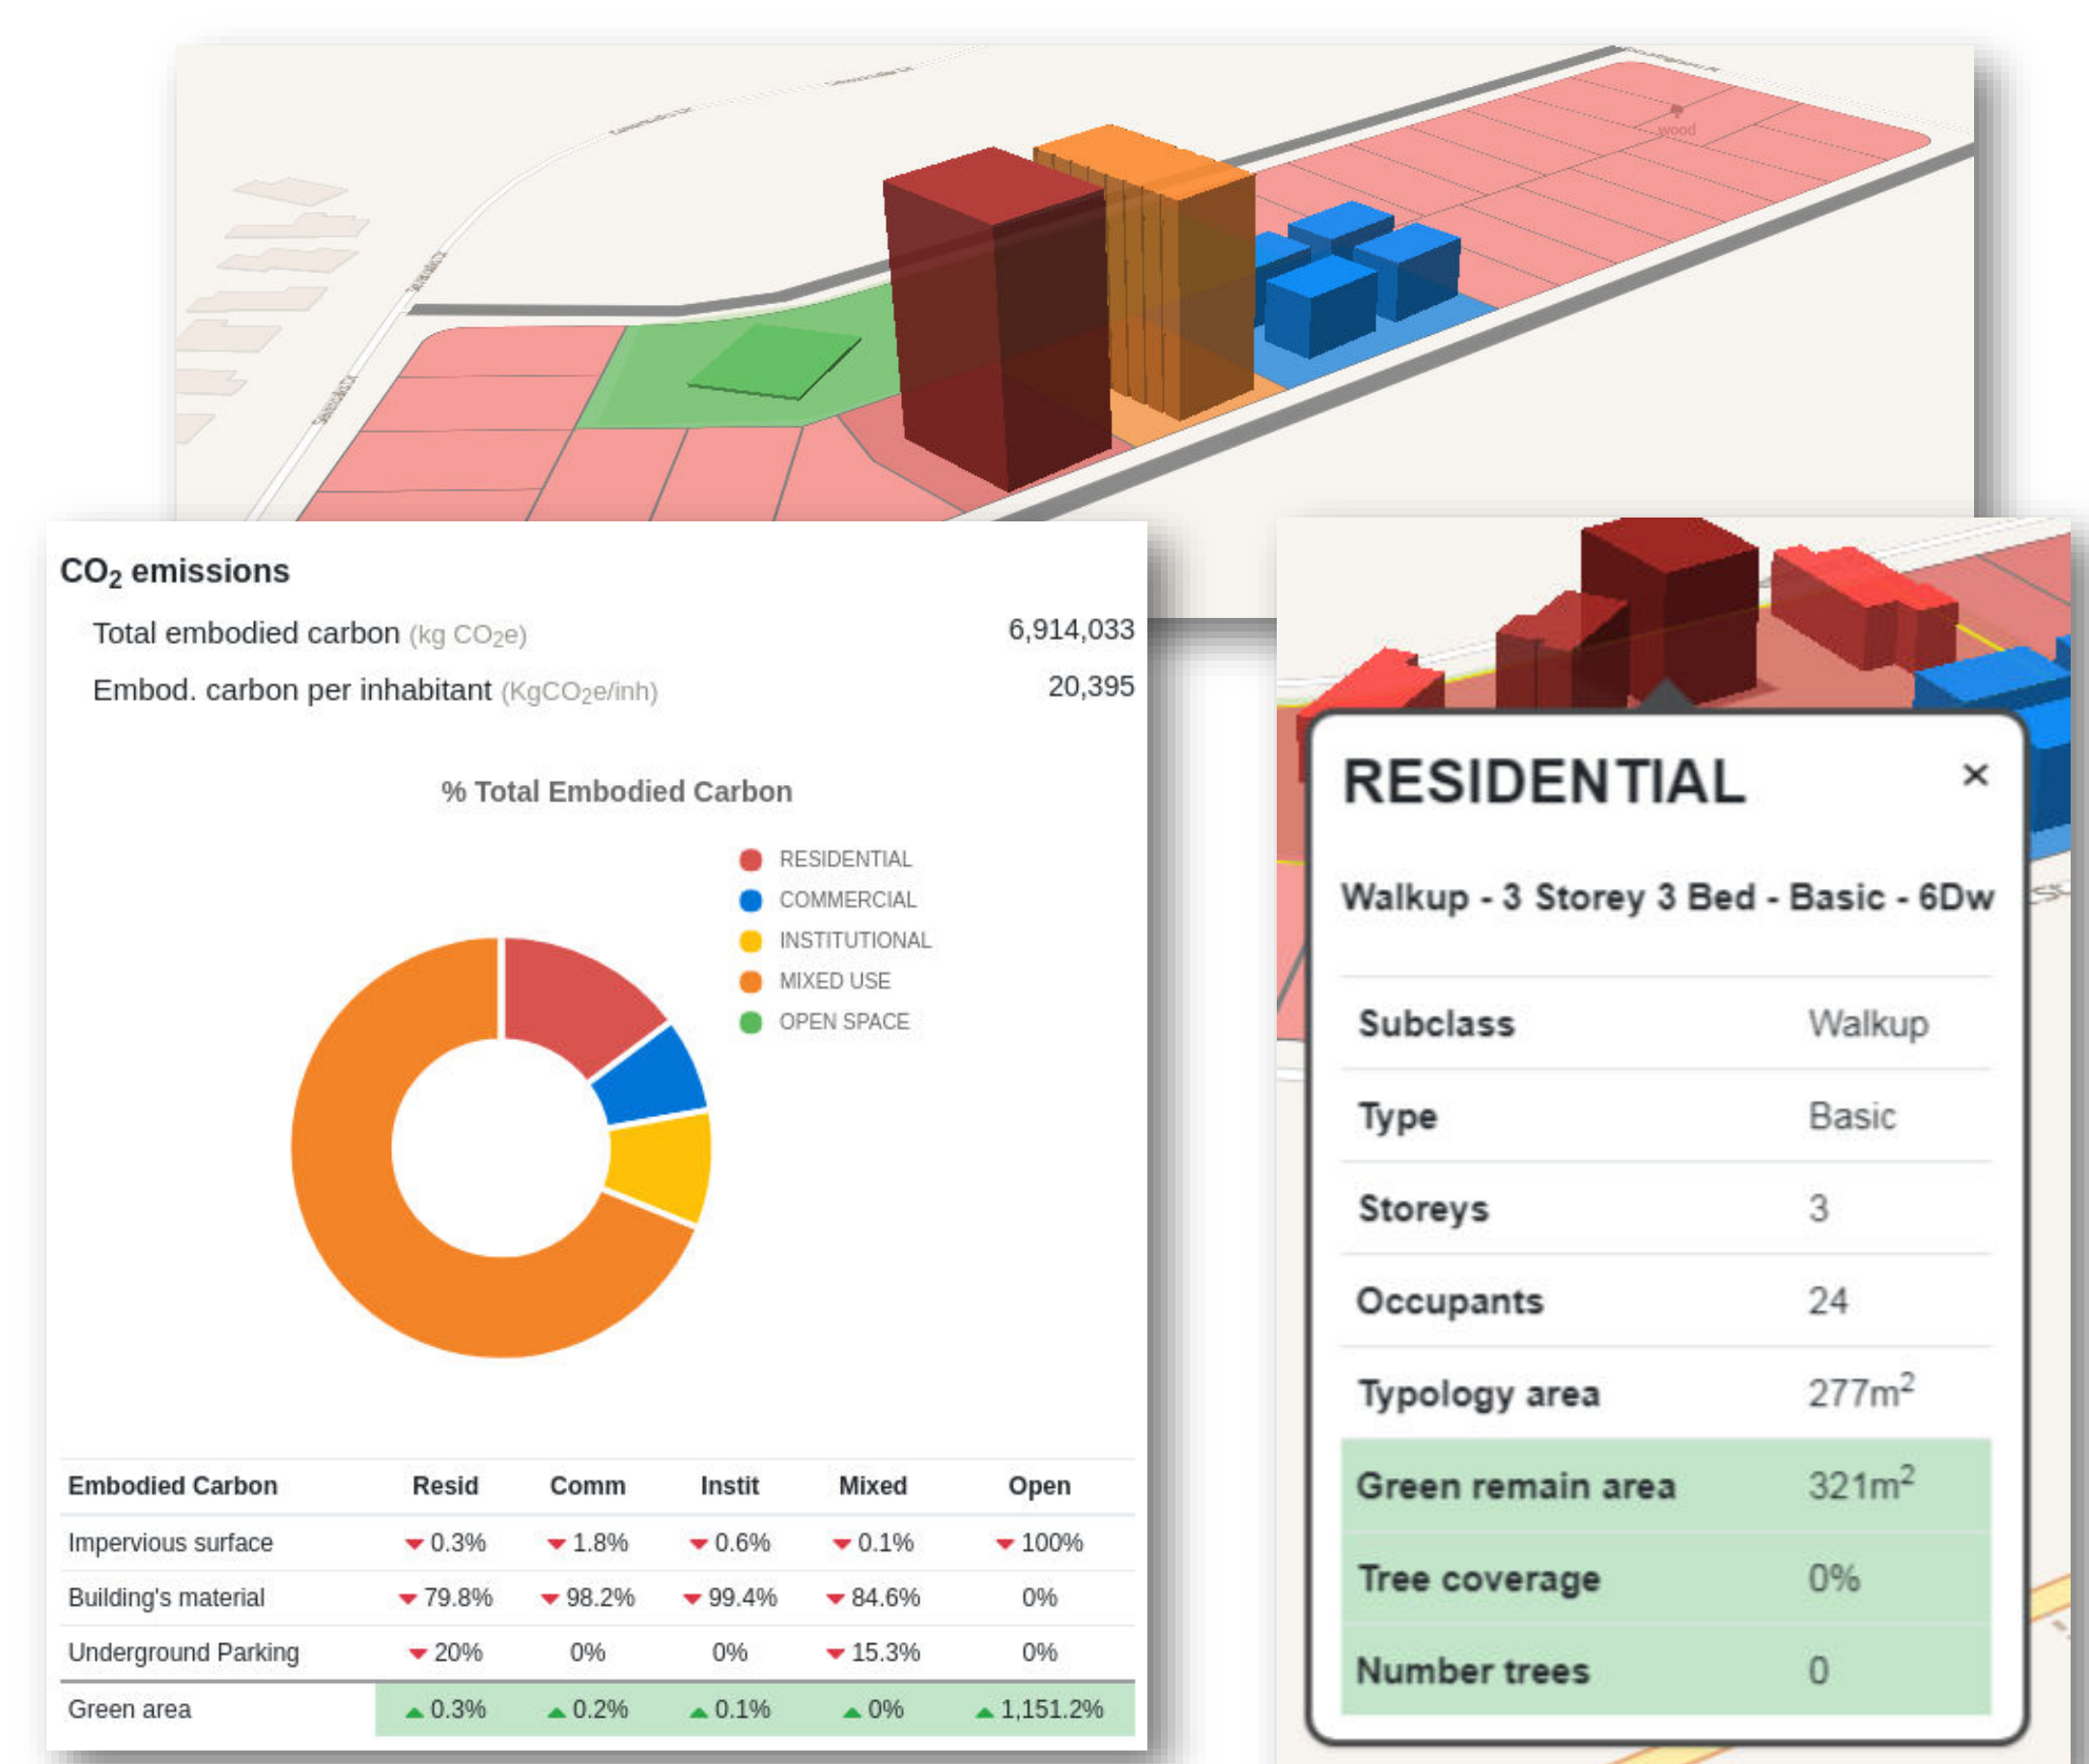 wood
CO₂ emissions
Total embodied carbon (kg CO₂e) 6,914,033
Embod. carbon per inhabitant (KgCO₂e/inh) 20,395
% Total Embodied Carbon
RESIDENTIAL
COMMERCIAL
INSTITUTIONAL
MIXED USE
OPEN SPACE
Embodied Carbon Resid Comm Instit Mixed Open
Impervious surface ▼ 0.3% ▼ 1.8% ▼ 0.6% ▼ 0.1% ▼ 100%
Building's material ▼ 79.8% ▼ 98.2% ▼ 99.4% ▼ 84.6% 0%
Underground Parking ▼ 20% 0% 0% ▼ 15.3% 0%
Green area ▲ 0.3% ▲ 0.2% ▲ 0.1% ▲ 0% ▲ 1,151.2%
RESIDENTIAL ×
Walkup - 3 Storey 3 Bed - Basic - 6Dw
Subclass Walkup
Type Basic
Storeys 3
Occupants 24
Typology area 277m²
Green remain area 321m²
Tree coverage 0%
Number trees 0